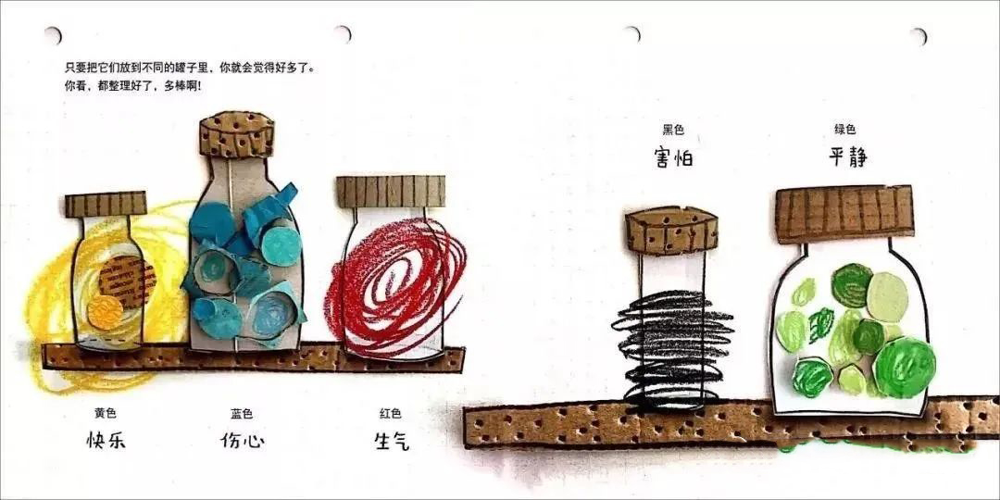 只要把它们放到不同的罐子里，你就会觉得好多了。
你看，都整理好了，多棒啊！
黄色
快乐
蓝色
伤心
红色
生气
黑色
害怕
绿色
平静